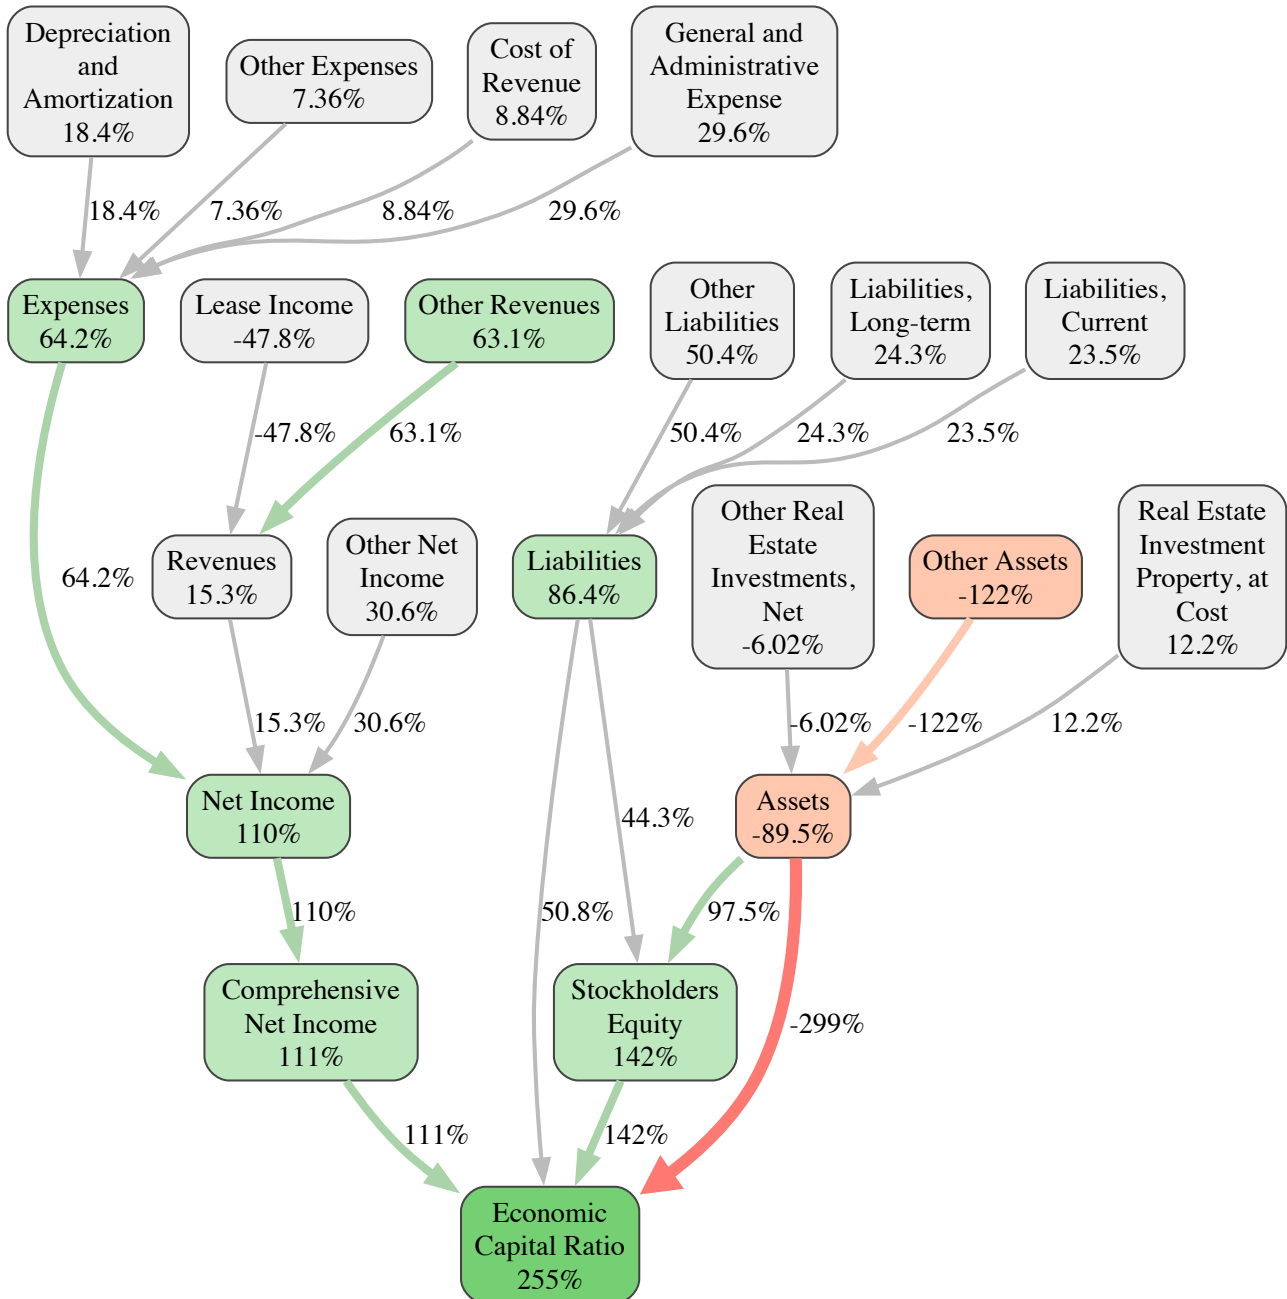 Depreciation
and
Amortization
18.4%
Other Expenses
7.36%
Cost of
Revenue
8.84%
General and
Administrative
Expense
29.6%
18.4%
7.36%
8.84%
29.6%
Expenses
64.2%
Lease Income
-47.8%
Other Revenues
63.1%
Other
Liabilities
50.4%
Liabilities,
Long-term
24.3%
Liabilities,
Current
23.5%
-47.8%
63.1%
50.4%
24.3%
23.5%
64.2%
Revenues
15.3%
Other Net
Income
30.6%
Liabilities
86.4%
Other Real
Estate
Investments,
Net
-6.02%
Other Assets
-122%
Real Estate
Investment
Property, at
Cost
12.2%
15.3%
30.6%
-6.02%
-122%
12.2%
Net Income
110%
44.3%
Assets
-89.5%
110%
50.8%
97.5%
Comprehensive
Net Income
111%
Stockholders
Equity
142%
-299%
111%
142%
Economic
Capital Ratio
255%